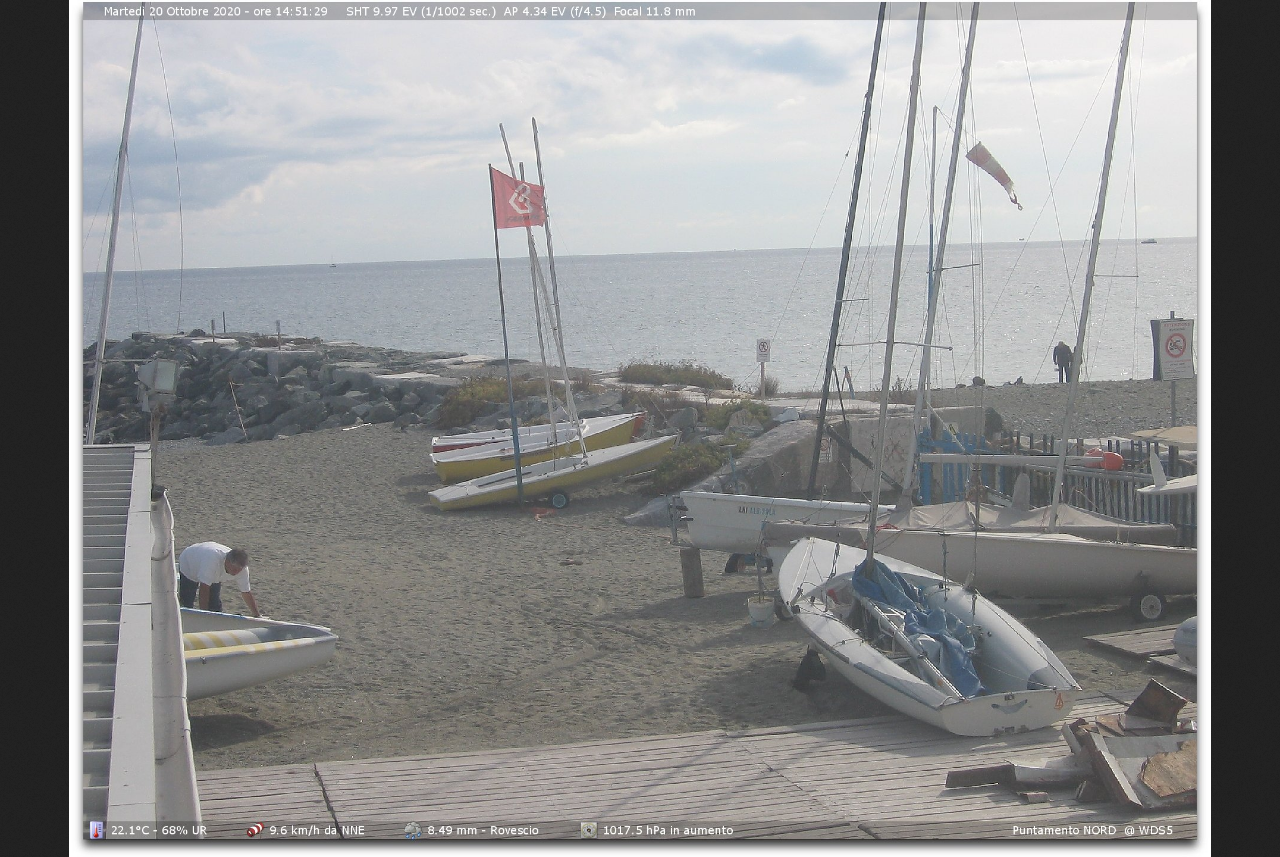 Martedi 20 Ottobre 2020 - ore 14:51:29 SHT 9.97 EV (1/1002 sec.) AP 4.34 EV (f/4.5) Focal 11.8 mm
22.1°C - 68% UR 9.6 km/h da NNE 8.49 mm - Rovescio 1017.5 hPa in aumento Puntamento NORD @ WDS5